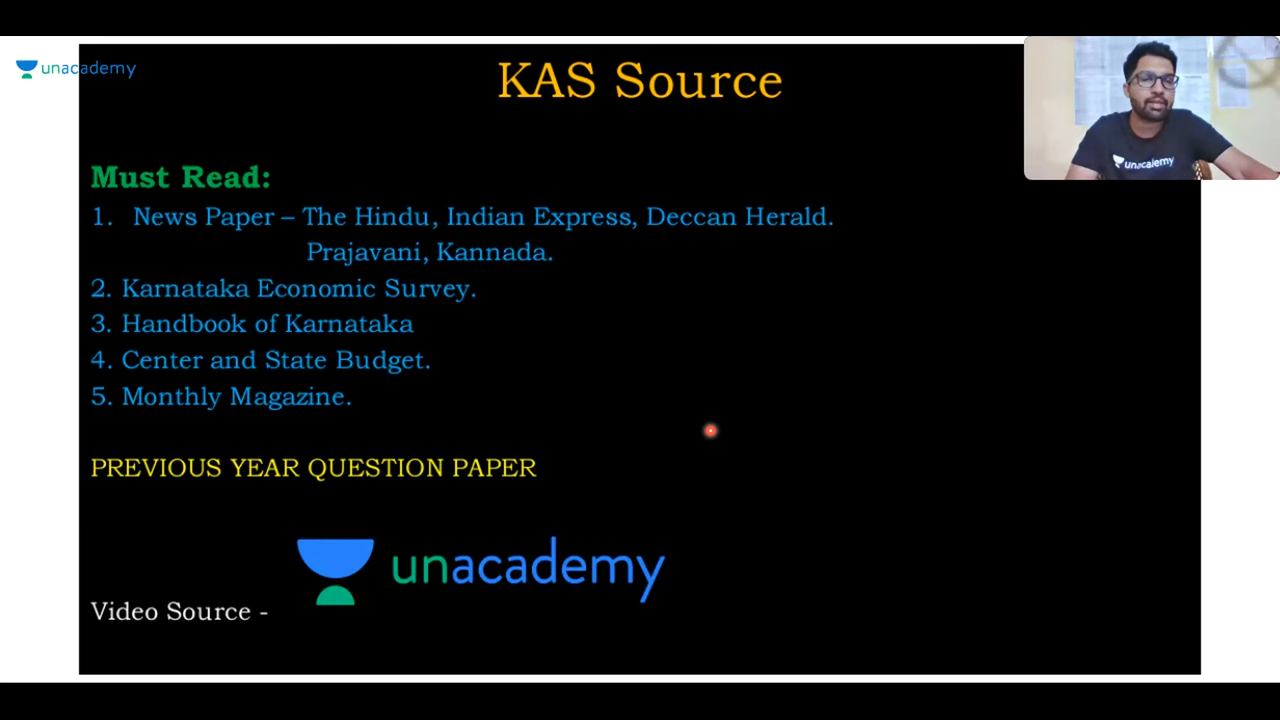 unacademy
KAS Source
unacademy
Must Read:
1. News Paper – The Hindu, Indian Express, Deccan Herald.
Prajavani, Kannada.
2. Karnataka Economic Survey.
3. Handbook of Karnataka
4. Center and State Budget.
5. Monthly Magazine.
PREVIOUS YEAR QUESTION PAPER
unacademy
Video Source -